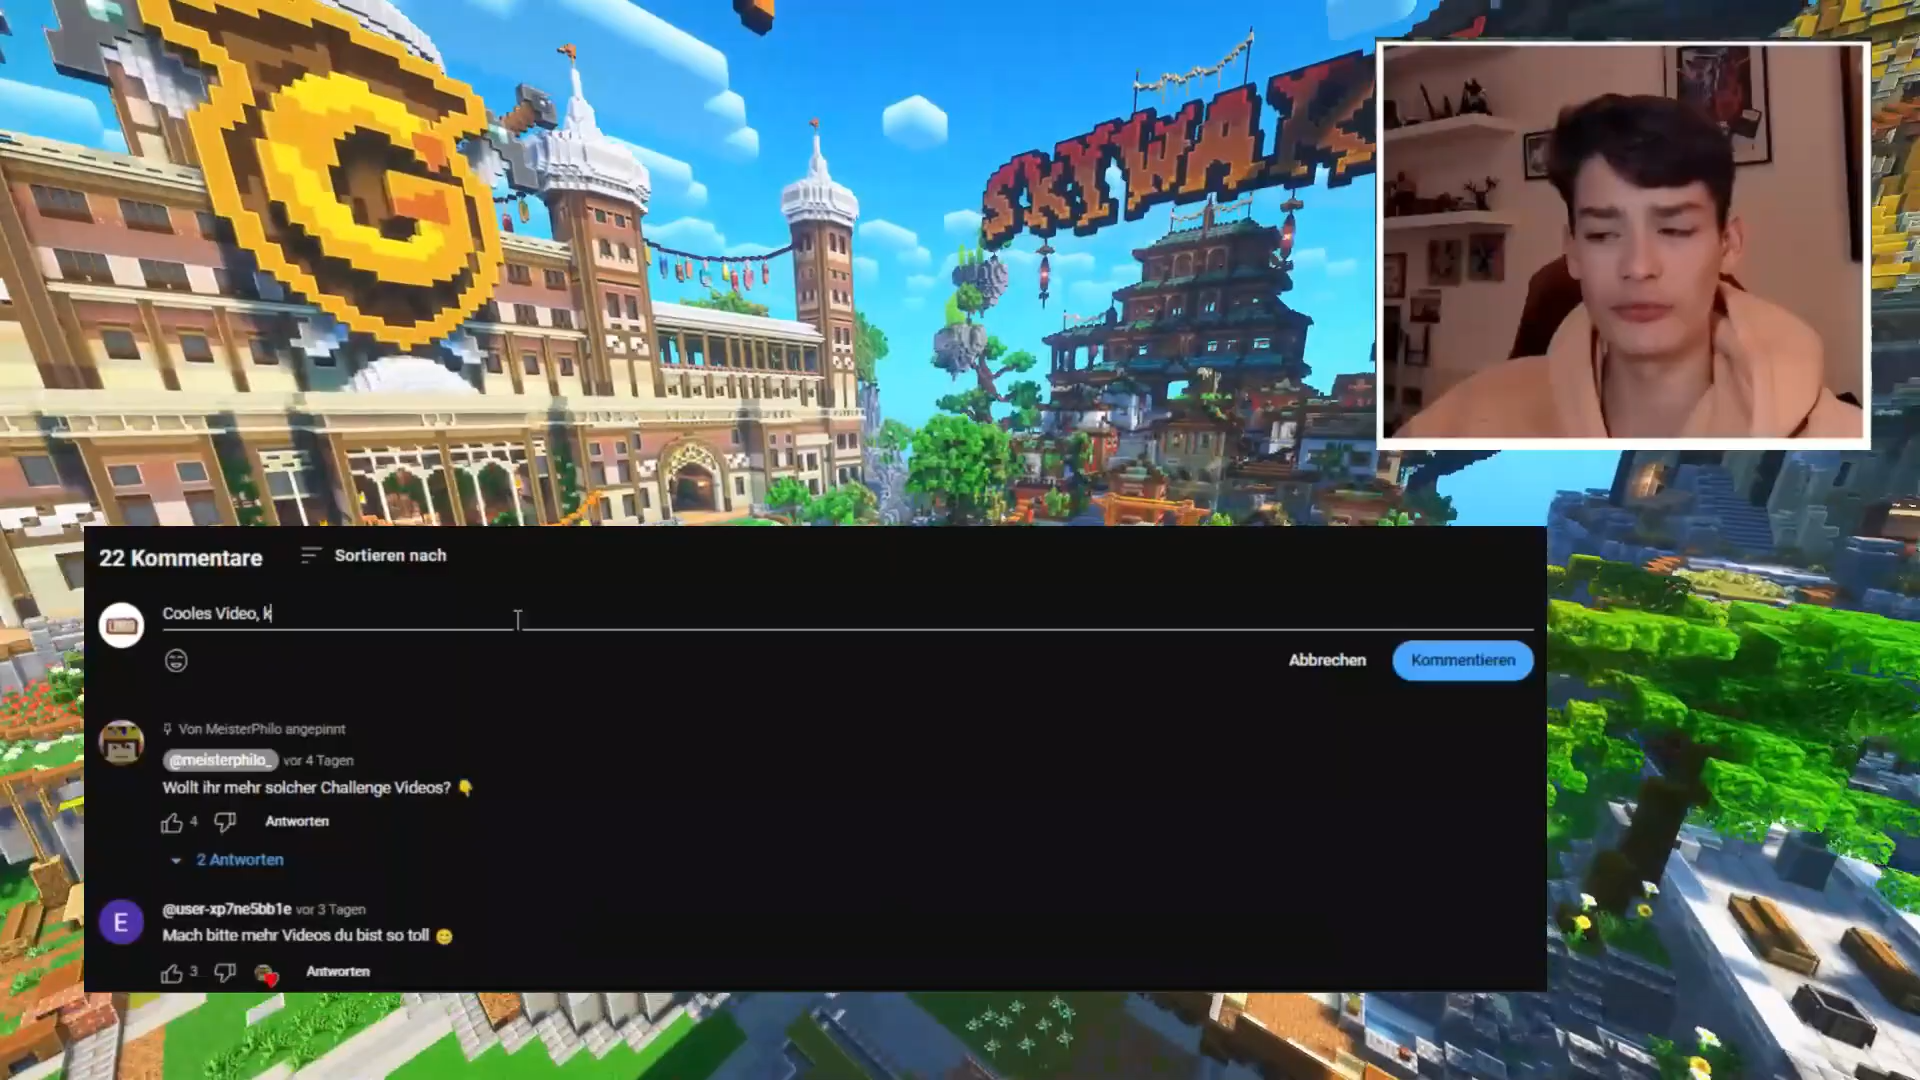 G
SKYWA
22 Kommentare
Sortieren nach
Cooles Video, k
Abbrechen
Kommentieren
Von MeisterPhilo angepinnt
@meisterphilo_ vor 4 Tagen
Wollt ihr mehr solcher Challenge Videos? 👇
4
Antworten
2 Antworten
E
@user-xp7ne5bb1e vor 3 Tagen
Mach bitte mehr Videos du bist so toll 😊
3
Antworten